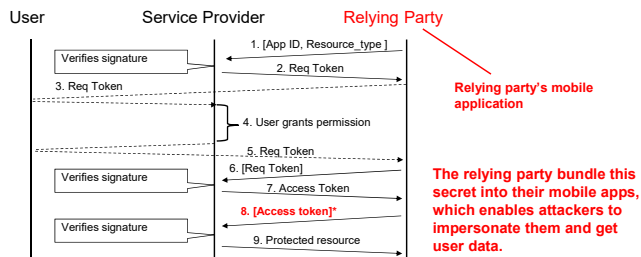 User
Service Provider
Relying Party
1. [App ID, Resource_type ]
Verifies signature
2. Req Token
3. Req Token
Relying party's mobile
application
4. User grants permission
5. Req Token
6. [Req Token]
Verifies signature
7. Access Token
8. [Access token]*
Verifies signature
9. Protected resource
The relying party bundle this
secret into their mobile apps,
which enables attackers to
impersonate them and get
user data.